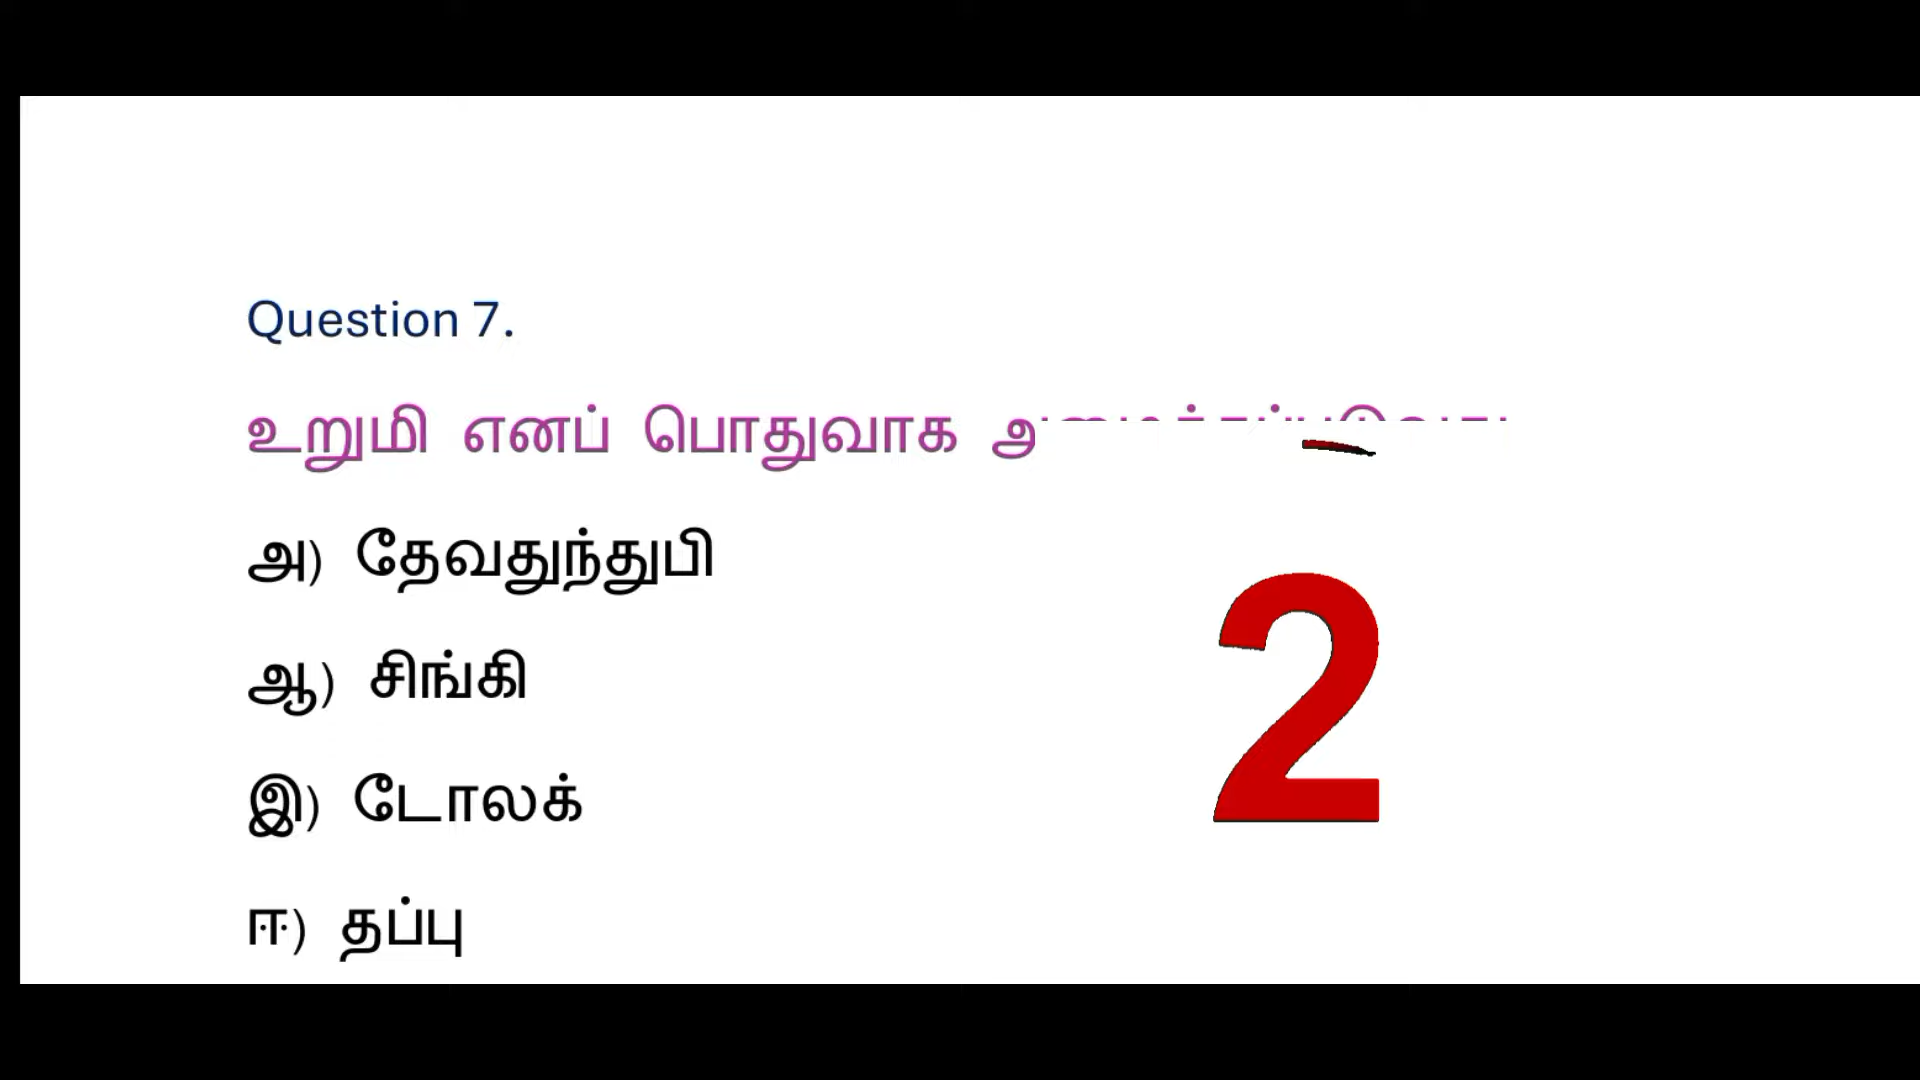 Question 7.
உறுமி எனப் பொதுவாக
அ) தேவதுந்துபி
ஆ) சிங்கி
இ) டோலக்
ஈ) தப்பு
2